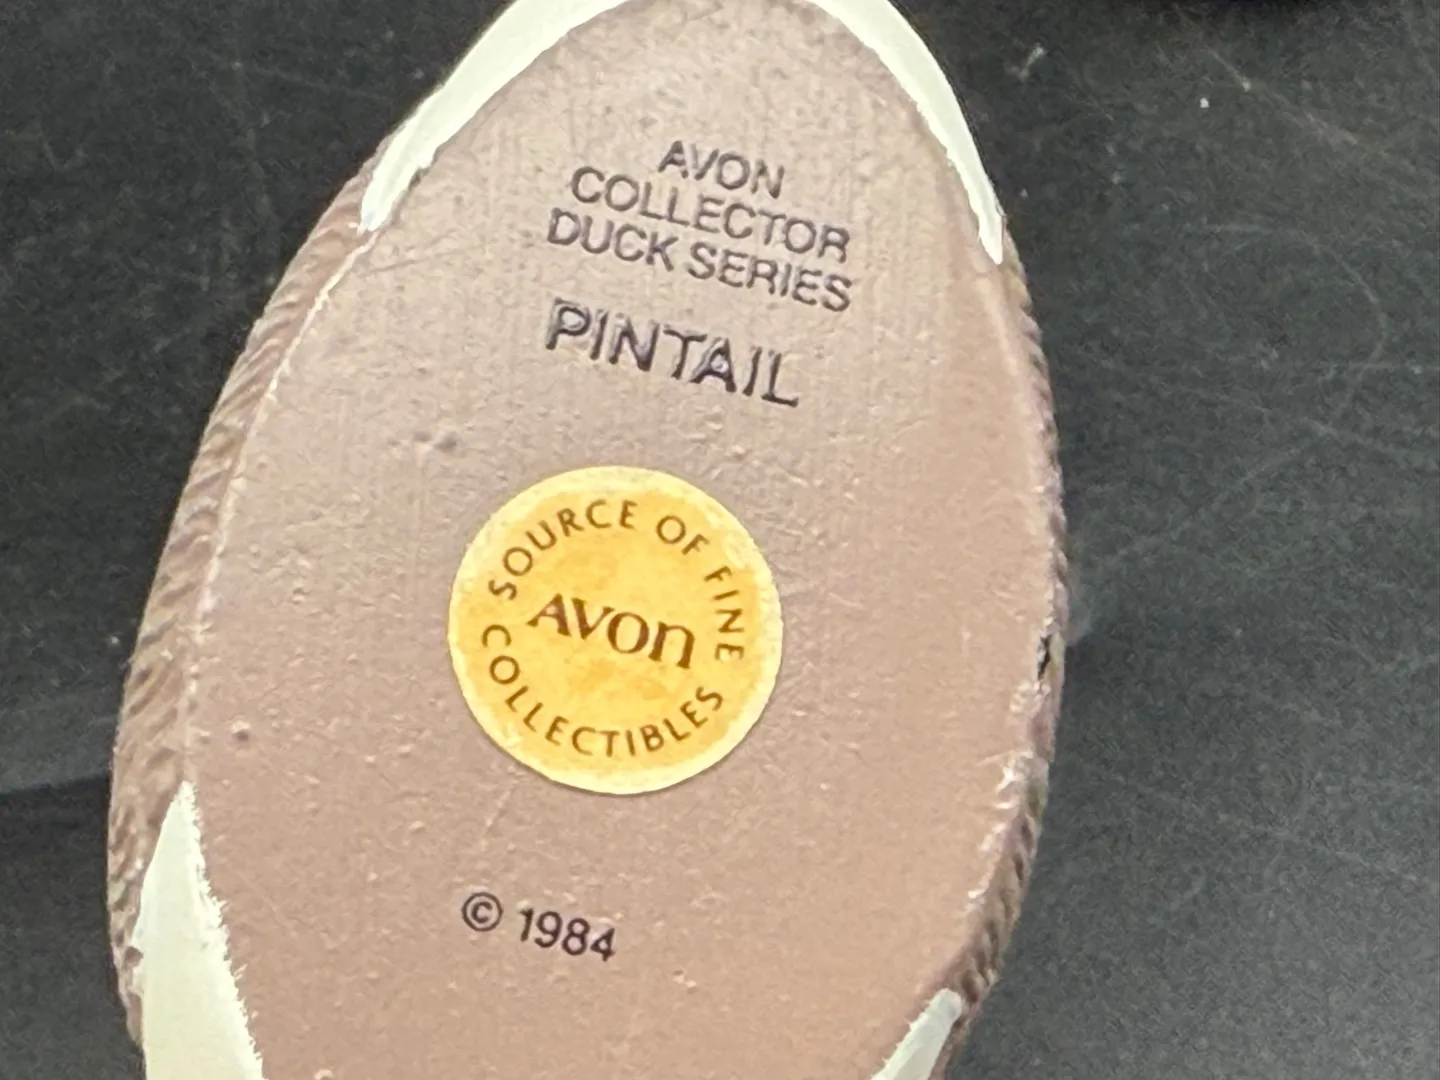 AVON
COLLECTOR
DUCK SERIES
PINTAIL
SOURCE OF FINE
AVON
COLLECTIBLES
© 1984